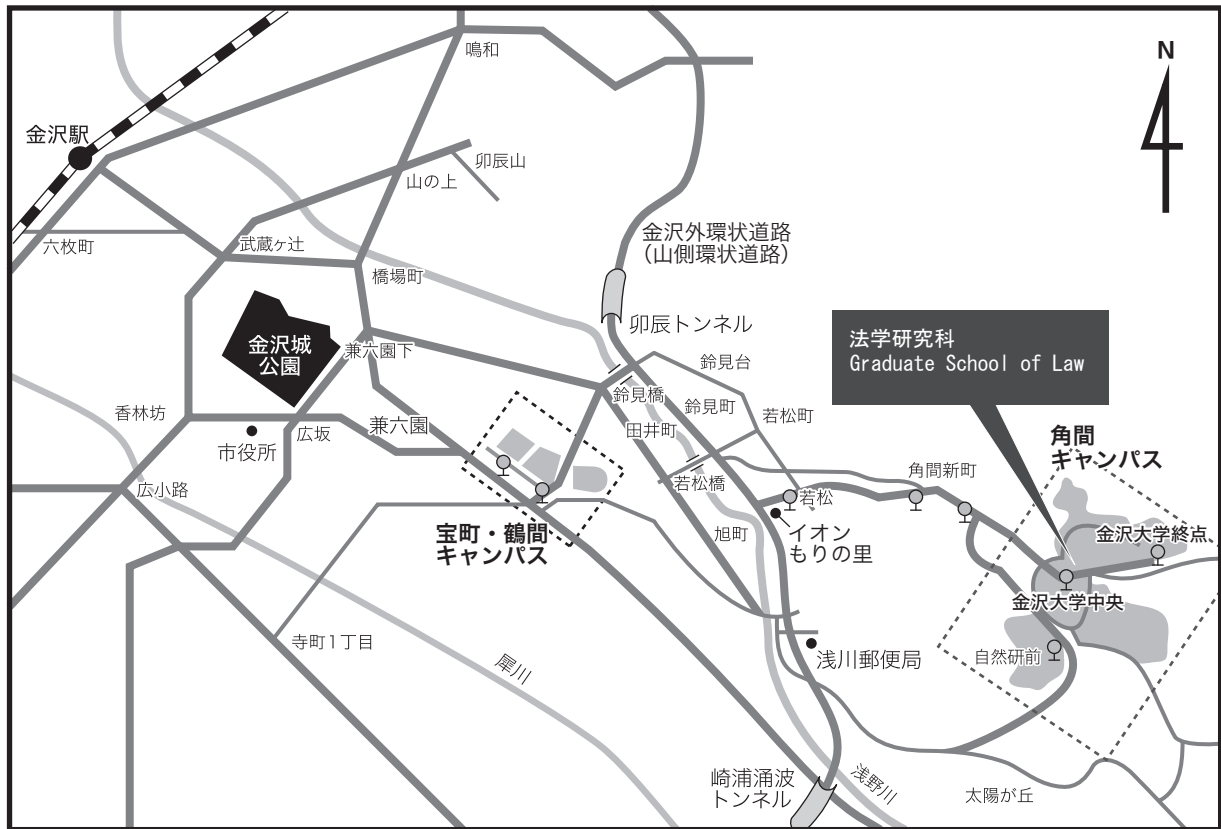 N
鳴和
金沢駅
卯辰山
山の上
六枚町
武蔵ヶ辻
橋場町
金沢外環状道路
(山側環状道路)
卯辰トンネル
金沢城
公園
兼六園下
法学研究科
Graduate School of Law
鈴見台
鈴見橋
鈴見町
若松町
香林坊
市役所
広坂
兼六園
田井町
角間
キャンパス
角間新町
若松橋
広小路
若松
宝町・鶴間
キャンパス
旭町
イオン
もりの里
金沢大学終点
金沢大学中央
寺町1丁目
犀川
浅川郵便局
自然研前
崎浦涌波
トンネル
浅野川
太陽が丘